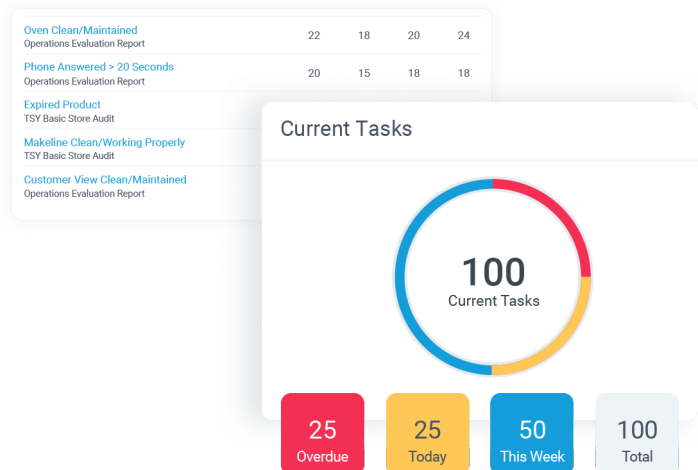 Oven Clean/Maintained
Operations Evaluation Report
22 18 20 24
Phone Answered > 20 Seconds
Operations Evaluation Report
20 15 18 18
Expired Product
TSY Basic Store Audit
Makeline Clean/Working Properly
TSY Basic Store Audit
Customer View Clean/Maintained
Operations Evaluation Report
Current Tasks
100
Current Tasks
25
Overdue
25
Today
50
This Week
100
Total